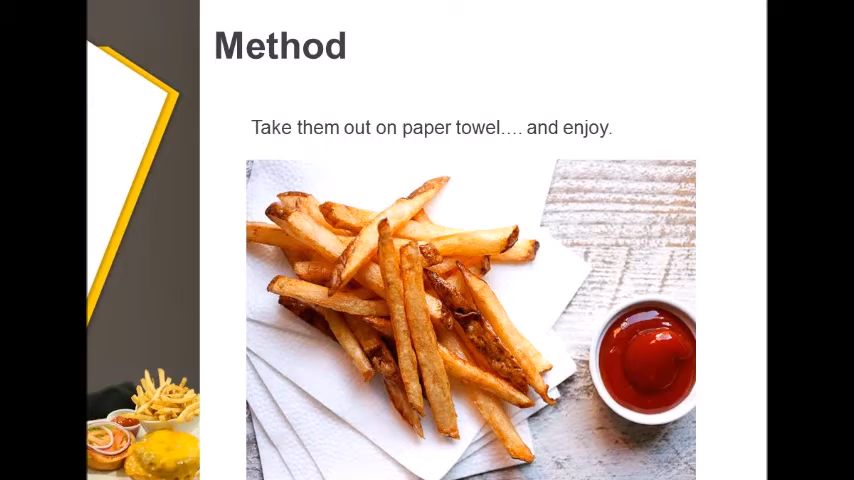 Method
Take them out on paper towel.... and enjoy.